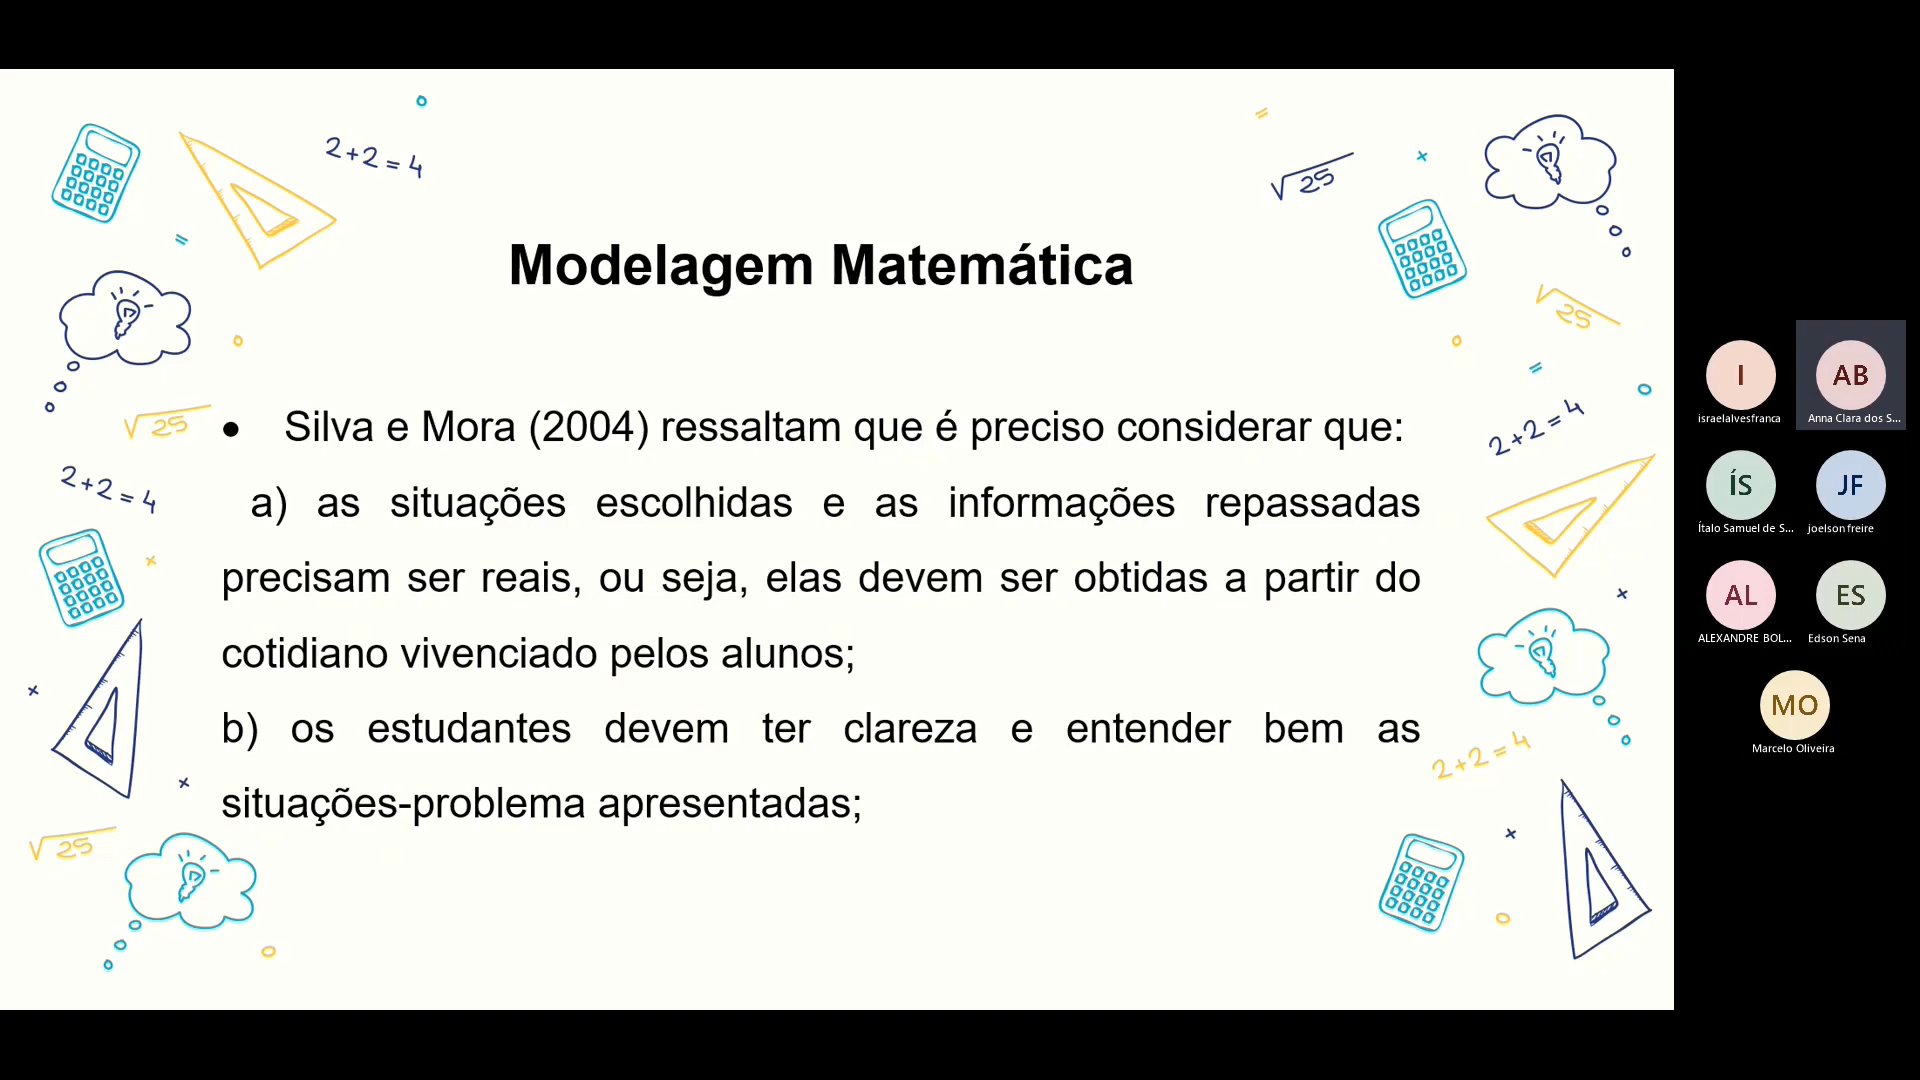 2+2=4
√25
Modelagem Matemática
√25
√25
2+2=4
2+2=4
• Silva e Mora (2004) ressaltam que é preciso considerar que:
a) as situações escolhidas e as informações repassadas
precisam ser reais, ou seja, elas devem ser obtidas a partir do
cotidiano vivenciado pelos alunos;
b) os estudantes devem ter clareza e entender bem as
situações-problema apresentadas;
2+2=4
√25
I
israelalvesfranca
AB
Anna Clara dos S...
ÍS
Ítalo Samuel de S...
JF
joelson freire
AL
ALEXANDRE BOL...
ES
Edson Sena
MO
Marcelo Oliveira